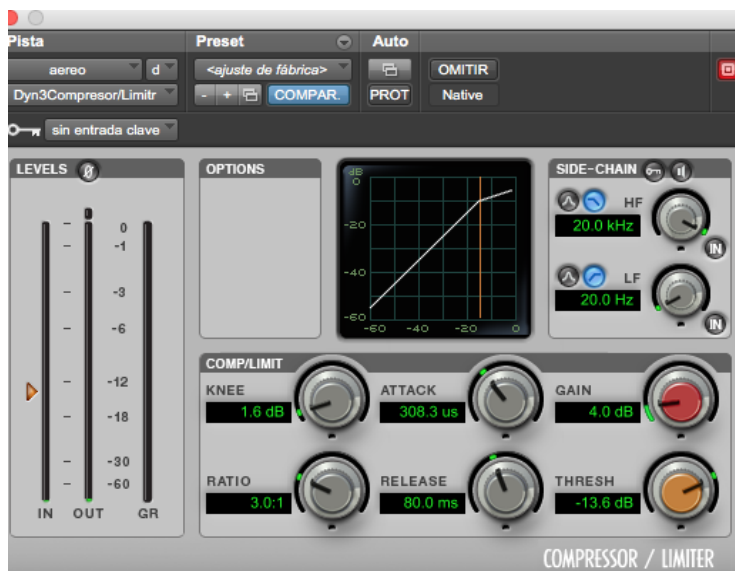 Pista Preset Auto
aereo d <ajuste de fábrica> OMITIR
Dyn3Compresor/Limitr - + COMPAR. PROT Native
sin entrada clave
LEVELS Ø OPTIONS SIDE-CHAIN
dB
0
-20
-40
-60
-60 -40 -20 0
HF
20.0 kHz
IN
LF
20.0 Hz
IN
0
-1
-3
-6
-12
-18
-30
-60
IN OUT GR
COMP/LIMIT
KNEE ATTACK GAIN
1.6 dB 308.3 us 4.0 dB
RATIO RELEASE THRESH
3.0:1 80.0 ms -13.6 dB
COMPRESSOR / LIMITER